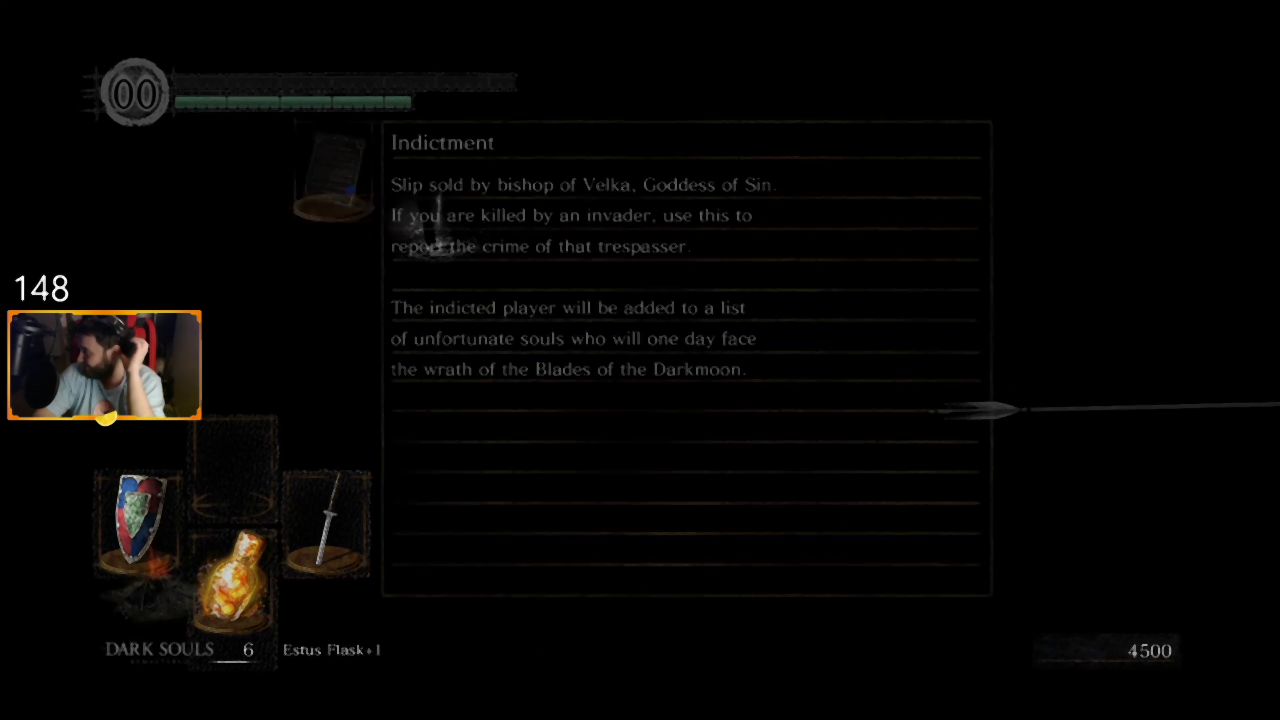 00
Indictment
Slip sold by bishop of Velka, Goddess of Sin.
If you are killed by an invader, use this to
report the crime of that trespasser.
The indicted player will be added to a list
of unfortunate souls who will one day face
the wrath of the Blades of the Darkmoon.
148
DARK SOULS
REMASTERED
6
Estus Flask+1
4500